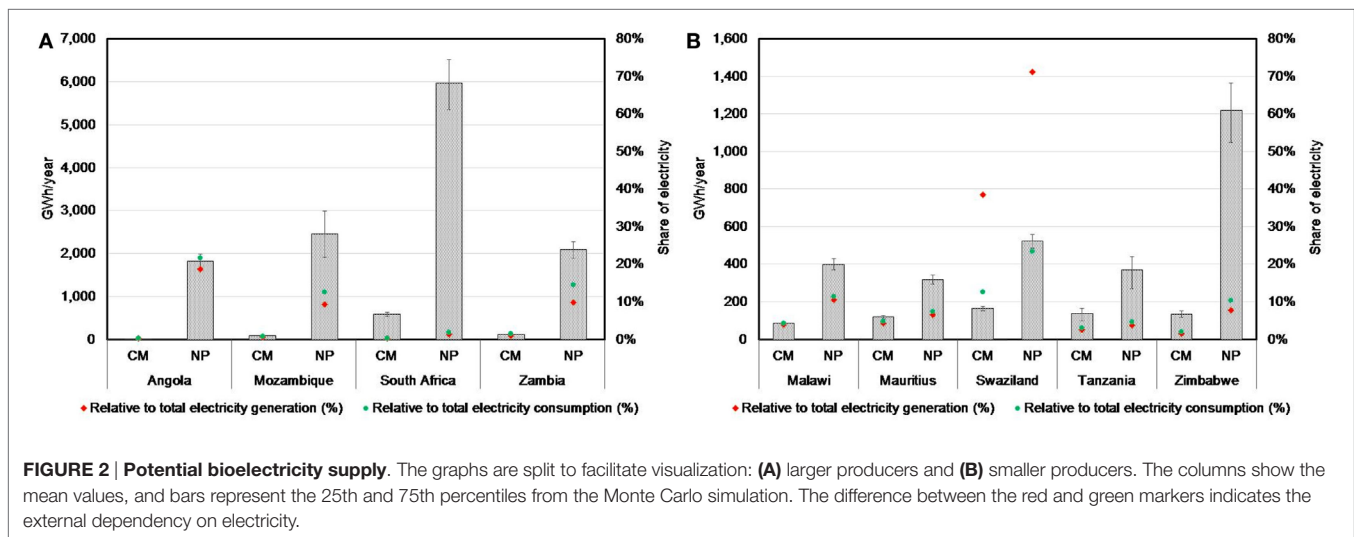 A
7,000
6,000
5,000
4,000
3,000
2,000
1,000
0
GWh/year
80%
70%
60%
50%
40%
30%
20%
10%
0%
Share of electricity
CM NP CM NP CM NP CM NP
Angola Mozambique South Africa Zambia
Relative to total electricity generation (%) Relative to total electricity consumption (%)
B
1,600
1,400
1,200
1,000
800
600
400
200
0
GWh/year
80%
70%
60%
50%
40%
30%
20%
10%
0%
Share of electricity
CM NP CM NP CM NP CM NP CM NP
Malawi Mauritius Swaziland Tanzania Zimbabwe
Relative to total electricity generation (%) Relative to total electricity consumption (%)
FIGURE 2 | Potential bioelectricity supply. The graphs are split to facilitate visualization: (A) larger producers and (B) smaller producers. The columns show the
mean values, and bars represent the 25th and 75th percentiles from the Monte Carlo simulation. The difference between the red and green markers indicates the
external dependency on electricity.